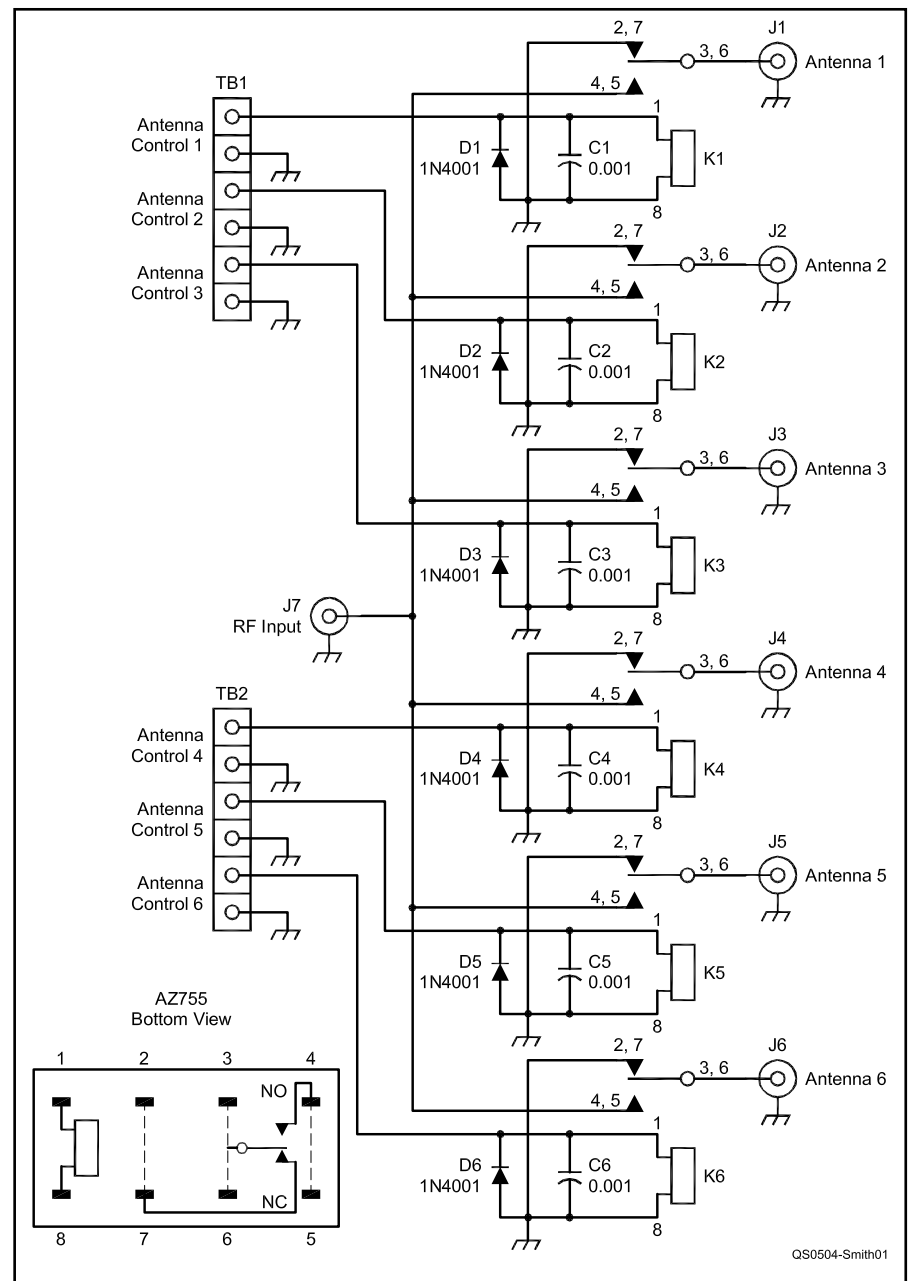 2, 7
J1
3, 6
Antenna 1
TB1
4, 5
1
Antenna
Control 1
D1
1N4001
C1
0.001
K1
8
Antenna
Control 2
2, 7
J2
3, 6
Antenna 2
Antenna
Control 3
4, 5
1
D2
1N4001
C2
0.001
K2
8
2, 7
J3
3, 6
Antenna 3
4, 5
1
D3
1N4001
C3
0.001
K3
8
J7
RF Input
2, 7
J4
3, 6
Antenna 4
TB2
4, 5
1
Antenna
Control 4
D4
1N4001
C4
0.001
K4
8
Antenna
Control 5
2, 7
J5
3, 6
Antenna 5
Antenna
Control 6
4, 5
1
D5
1N4001
C5
0.001
K5
8
AZ755
Bottom View
1 2 3 4
NO
NC
8 7 6 5
2, 7
J6
3, 6
Antenna 6
4, 5
1
D6
1N4001
C6
0.001
K6
8
QS0504-Smith01